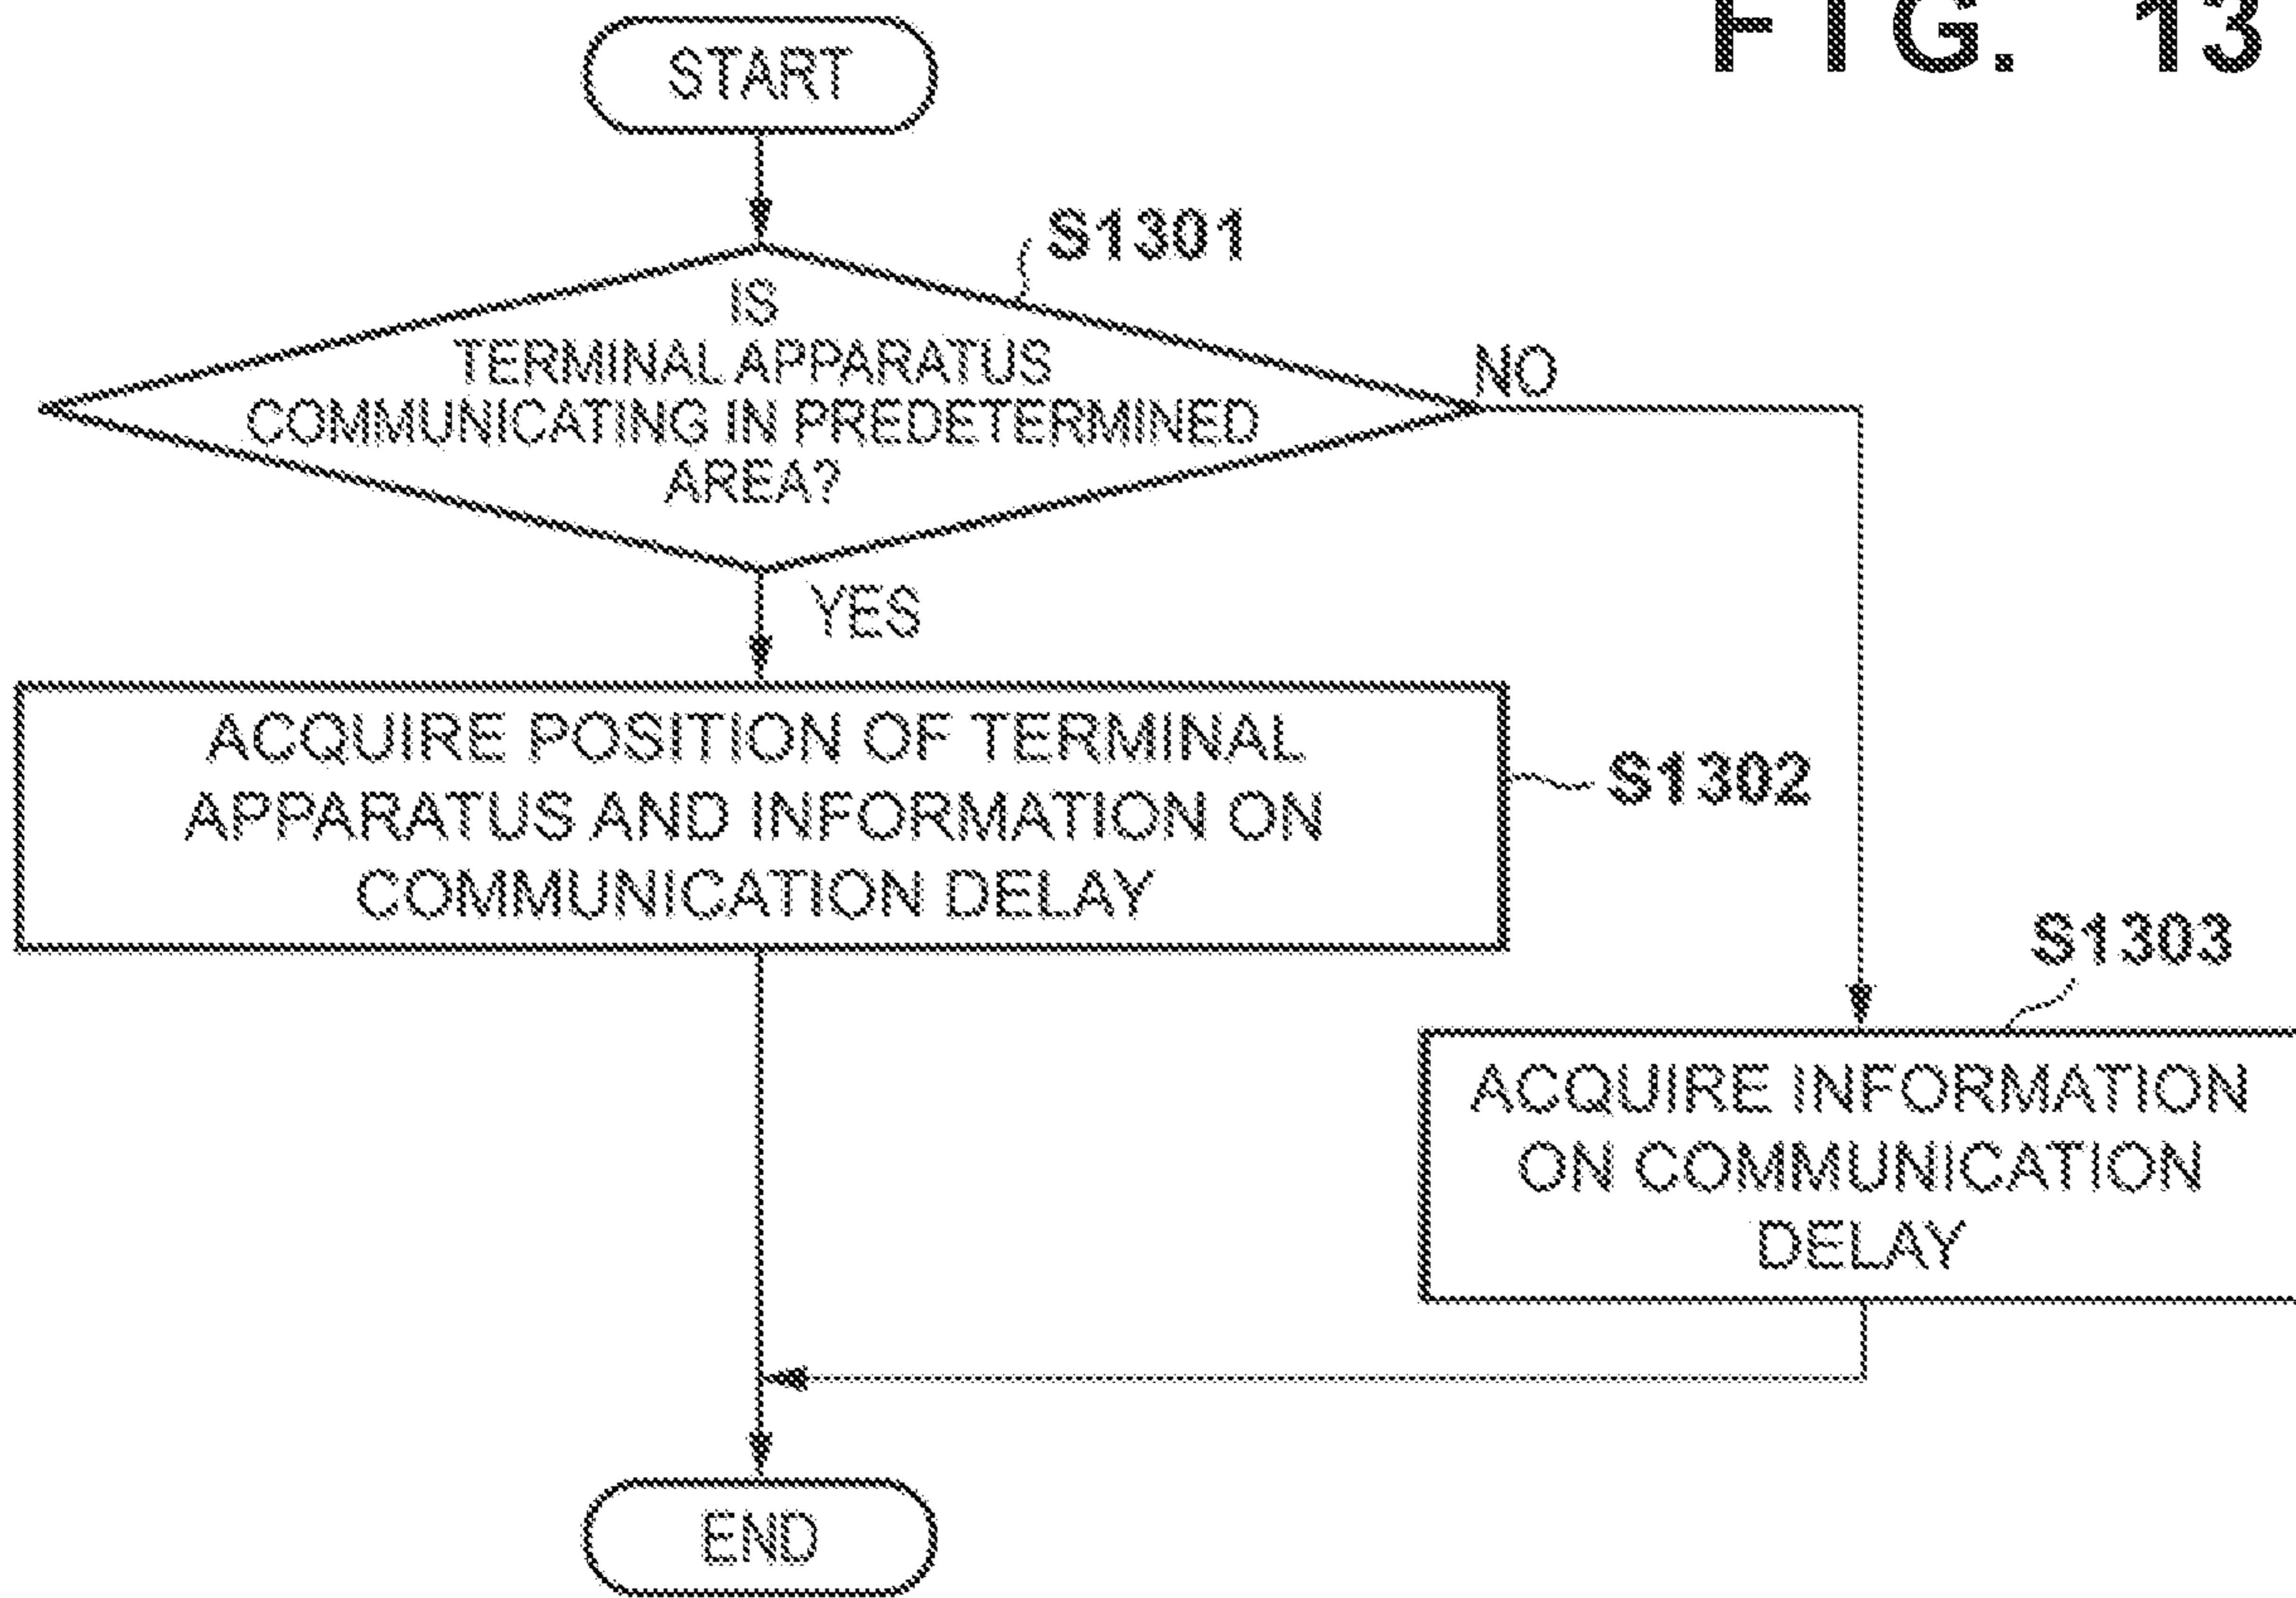 FIG. 13
START
S1301
IS
TERMINAL APPARATUS
COMMUNICATING IN PREDETERMINED
AREA?
NO
YES
ACQUIRE POSITION OF TERMINAL
APPARATUS AND INFORMATION ON
COMMUNICATION DELAY
S1302
S1303
ACQUIRE INFORMATION
ON COMMUNICATION
DELAY
END